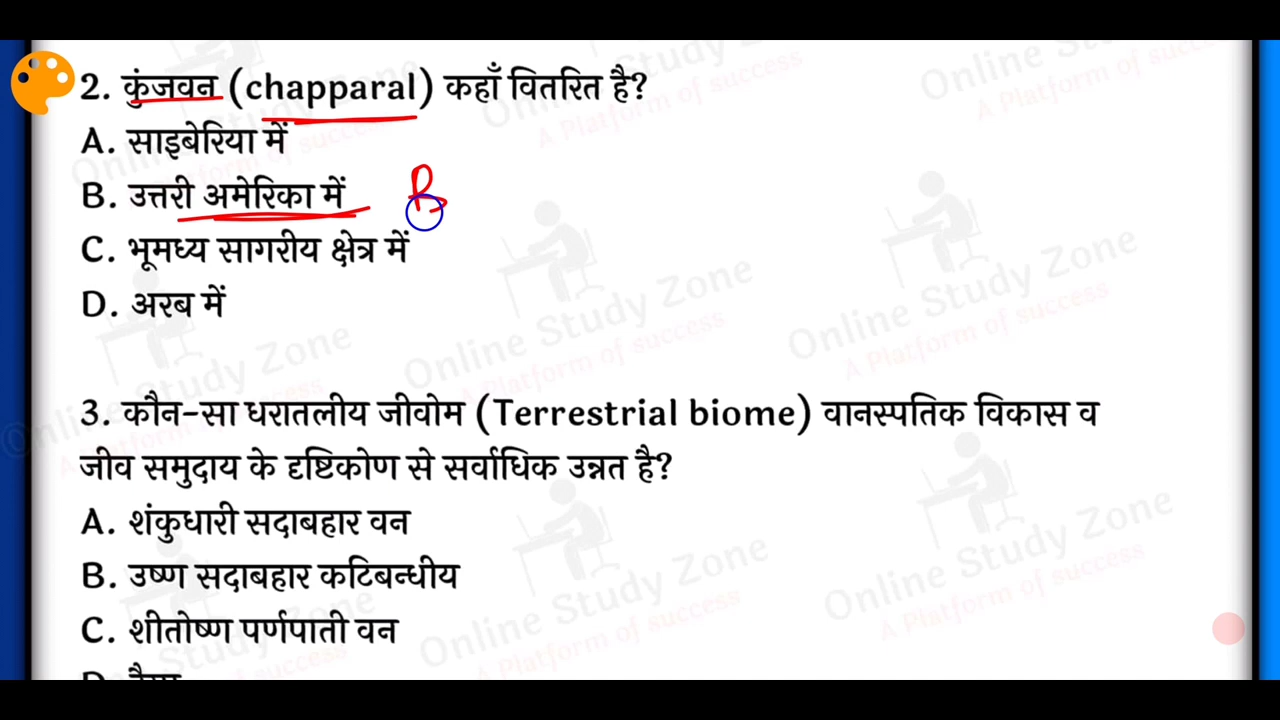 2. कुंजवन (chapparal) कहाँ वितरित है?
A. साइबेरिया में
B. उत्तरी अमेरिका में B
C. भूमध्य सागरीय क्षेत्र में
D. अरब में
3. कौन-सा धरातलीय जीवोम (Terrestrial biome) वानस्पतिक विकास व
जीव समुदाय के दृष्टिकोण से सर्वाधिक उन्नत है?
A. शंकुधारी सदाबहार वन
B. उष्ण सदाबहार कटिबन्धीय
C. शीतोष्ण पर्णपाती वन
D.
Online Study Zone
A Platform of success